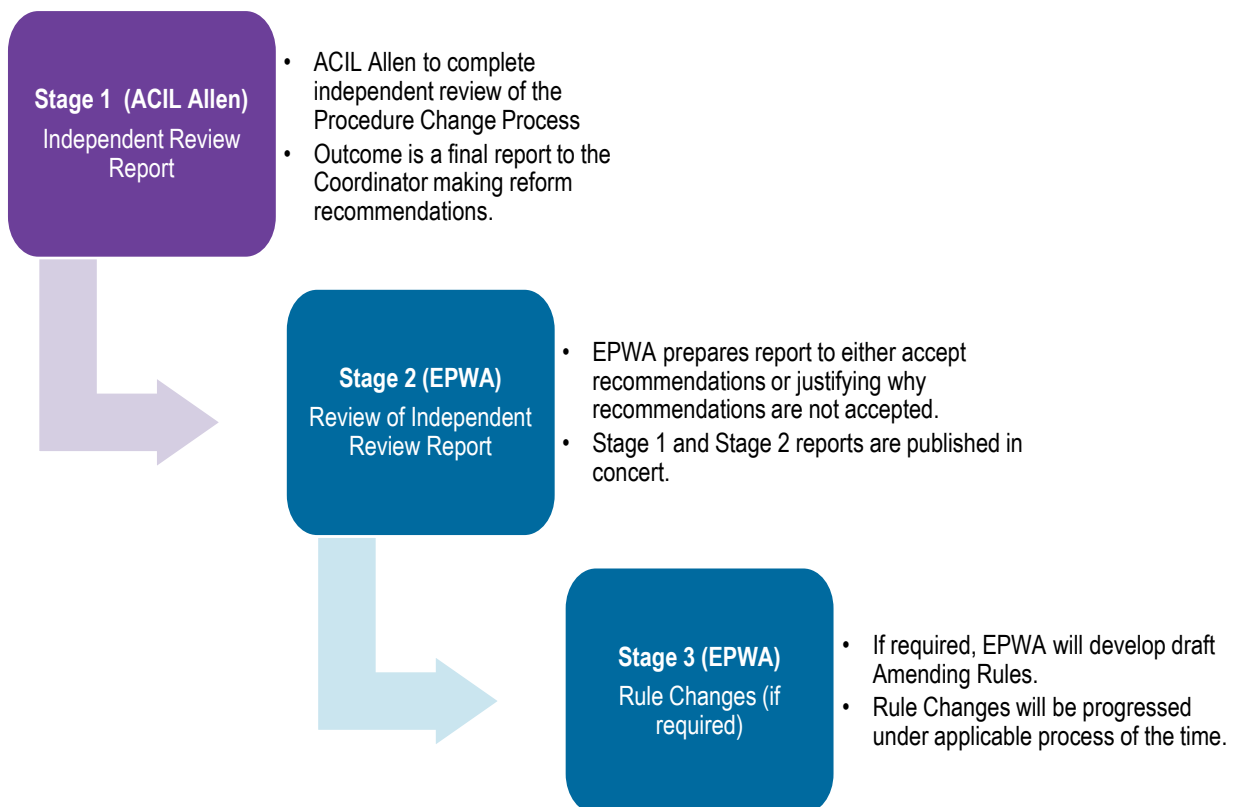 Stage 1 (ACIL Allen)
Independent Review
Report
• ACIL Allen to complete
independent review of the
Procedure Change Process
• Outcome is a final report to the
Coordinator making reform
recommendations.
Stage 2 (EPWA)
Review of Independent
Review Report
• EPWA prepares report to either accept
recommendations or justifying why
recommendations are not accepted.
• Stage 1 and Stage 2 reports are published in
concert.
Stage 3 (EPWA)
Rule Changes (if
required)
• If required, EPWA will develop draft
Amending Rules.
• Rule Changes will be progressed
under applicable process of the time.